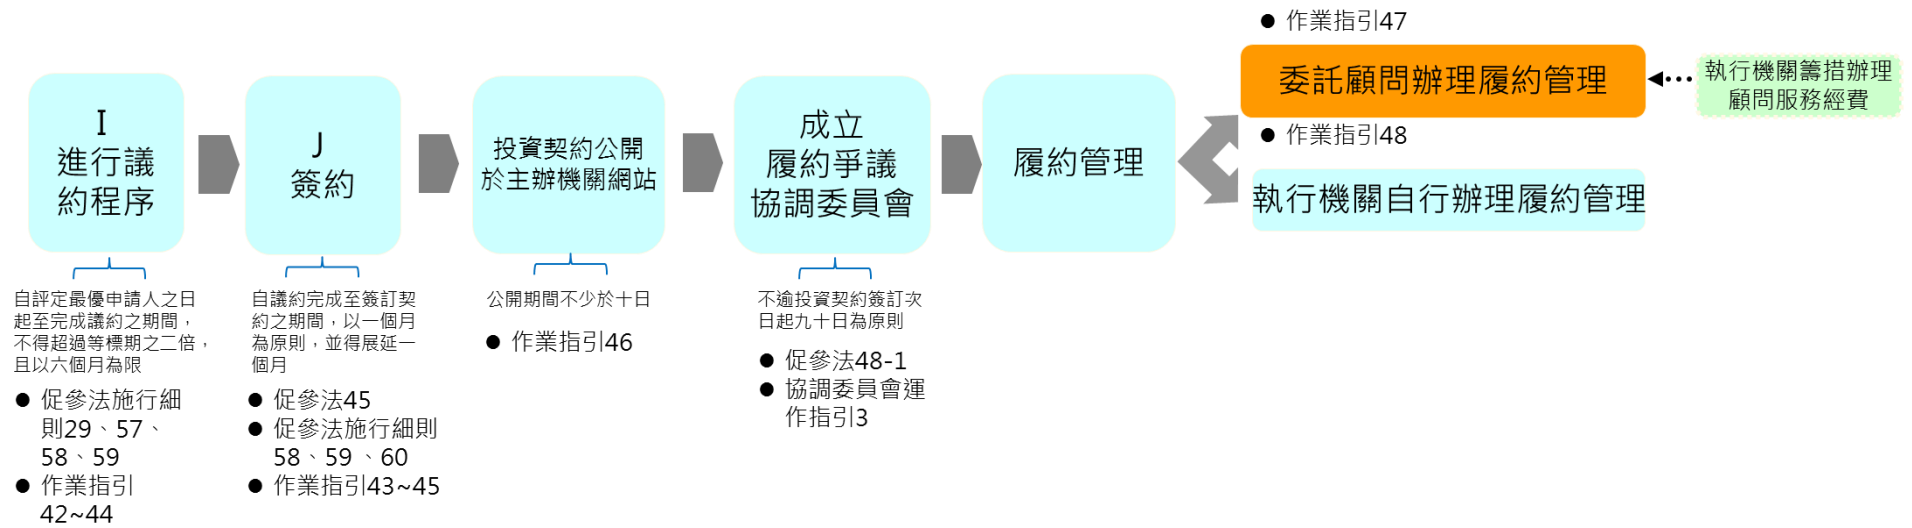 I
進行議
約程序
自評定最優申請人之日
起至完成議約之期間，
不得超過等標期之二倍，
且以六個月為限
● 促參法施行細
則29、57、
58、59
● 作業指引
42~44
J
簽約
自議約完成至簽訂契
約之期間，以一個月
為原則，並得展延一
個月
● 促參法45
● 促參法施行細則
58、59、60
● 作業指引43~45
投資契約公開
於主辦機關網站
公開期間不少於十日
● 作業指引46
成立
履約爭議
協調委員會
不逾投資契約簽訂次
日起九十日為原則
● 促參法48-1
● 協調委員會運
作指引3
履約管理
● 作業指引47
委託顧問辦理履約管理
執行機關籌措辦理
顧問服務經費
● 作業指引48
執行機關自行辦理履約管理